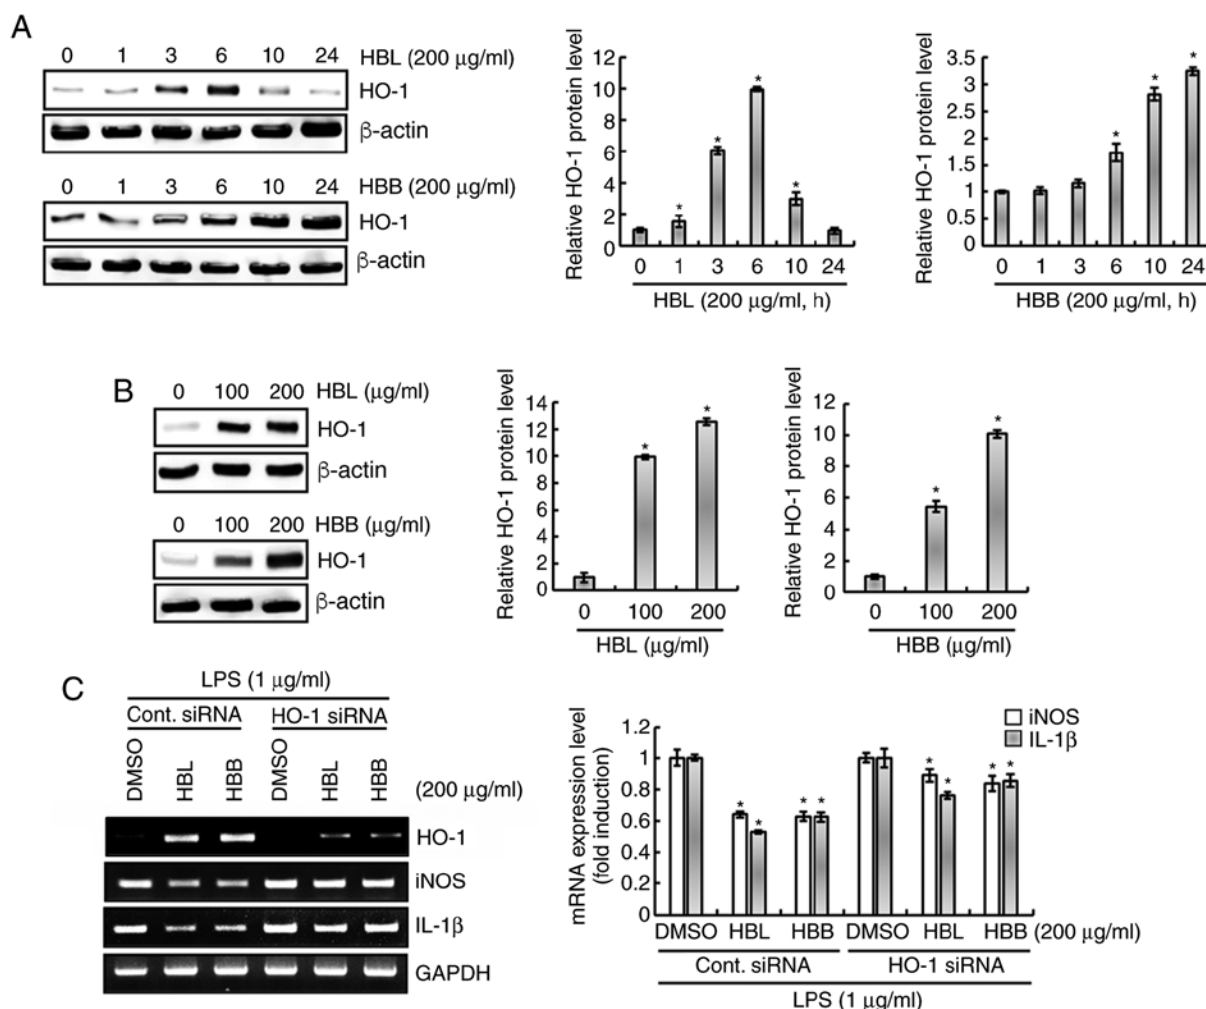 A
0 1 3 6 10 24 HBL (200 μg/ml)
HO-1
β-actin
0 1 3 6 10 24 HBB (200 μg/ml)
HO-1
β-actin
Relative HO-1 protein level
12
10
8
6
4
2
0
* * * *
0 1 3 6 10 24
HBL (200 μg/ml, h)
Relative HO-1 protein level
3.5
3
2.5
2
1.5
1
0.5
0
* * *
0 1 3 6 10 24
HBB (200 μg/ml, h)
B
0 100 200 HBL (μg/ml)
HO-1
β-actin
0 100 200 HBB (μg/ml)
HO-1
β-actin
Relative HO-1 protein level
14
12
10
8
6
4
2
0
* *
0 100 200
HBL (μg/ml)
Relative HO-1 protein level
12
10
8
6
4
2
0
* *
0 100 200
HBB (μg/ml)
C
LPS (1 μg/ml)
Cont. siRNA HO-1 siRNA
DMSO HBL HBB DMSO HBL HBB (200 μg/ml)
HO-1
iNOS
IL-1β
GAPDH
mRNA expression level
(fold induction)
1.2
1
0.8
0.6
0.4
0.2
0
iNOS
IL-1β
* * * * * * * *
DMSO HBL HBB DMSO HBL HBB (200 μg/ml)
Cont. siRNA HO-1 siRNA
LPS (1 μg/ml)